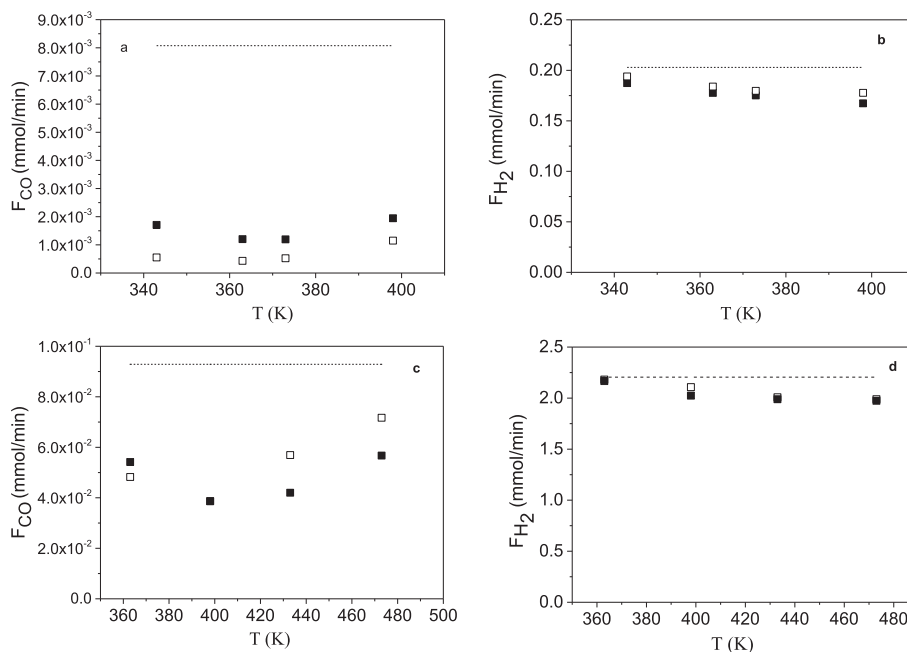 9.0x10⁻³
8.0x10⁻³
7.0x10⁻³
6.0x10⁻³
5.0x10⁻³
4.0x10⁻³
3.0x10⁻³
2.0x10⁻³
1.0x10⁻³
0.0
F_CO (mmol/min)
a
340 360 380 400
T (K)
0.25
0.20
0.15
0.10
0.05
0.00
F_H₂ (mmol/min)
b
340 360 380 400
T (K)
1.0x10⁻¹
8.0x10⁻²
6.0x10⁻²
4.0x10⁻²
2.0x10⁻²
0.0
F_CO (mmol/min)
c
360 380 400 420 440 460 480 500
T (K)
2.5
2.0
1.5
1.0
0.5
0.0
F_H₂ (mmol/min)
d
360 380 400 420 440 460 480
T (K)